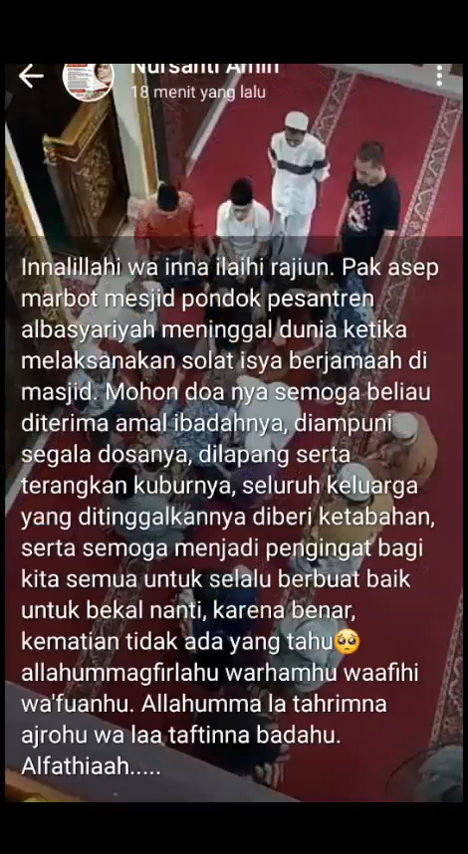 Nursanti Amin
18 menit yang lalu
Innalillahi wa inna ilaihi rajiun. Pak asep
marbot mesjid pondok pesantren
albasyariyah meninggal dunia ketika
melaksanakan solat isya berjamaah di
masjid. Mohon doa nya semoga beliau
diterima amal ibadahnya, diampuni
segala dosanya, dilapang serta
terangkan kuburnya, seluruh keluarga
yang ditinggalkannya diberi ketabahan,
serta semoga menjadi pengingat bagi
kita semua untuk selalu berbuat baik
untuk bekal nanti, karena benar,
kematian tidak ada yang tahu🥺
allahummagfirlahu warhamhu waafihi
wa'fuanhu. Allahumma la tahrimna
ajrohu wa laa taftinna badahu.
Alfathiaah.....